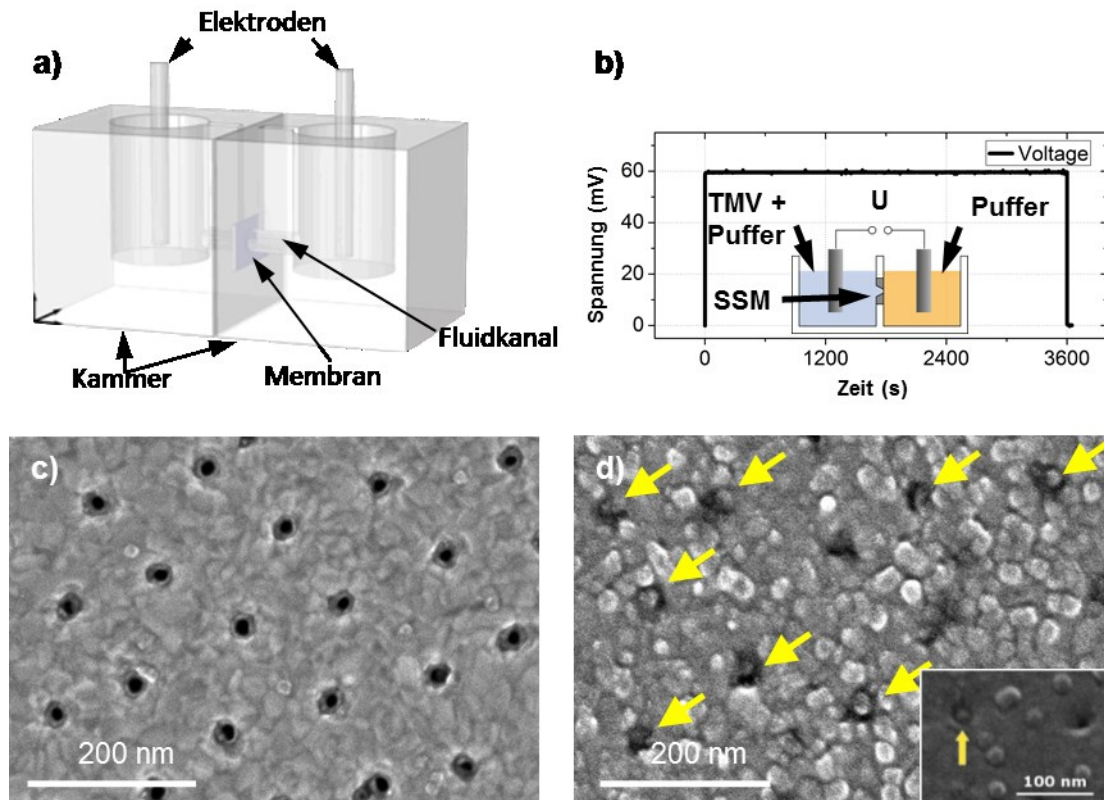 a)
Elektroden
Fluidkanal
Kammer
Membran
b)
Spannung (mV)
60
40
20
0
Voltage
TMV +
Puffer
U
Puffer
SSM
0
1200
2400
3600
Zeit (s)
c)
200 nm
d)
200 nm
100 nm